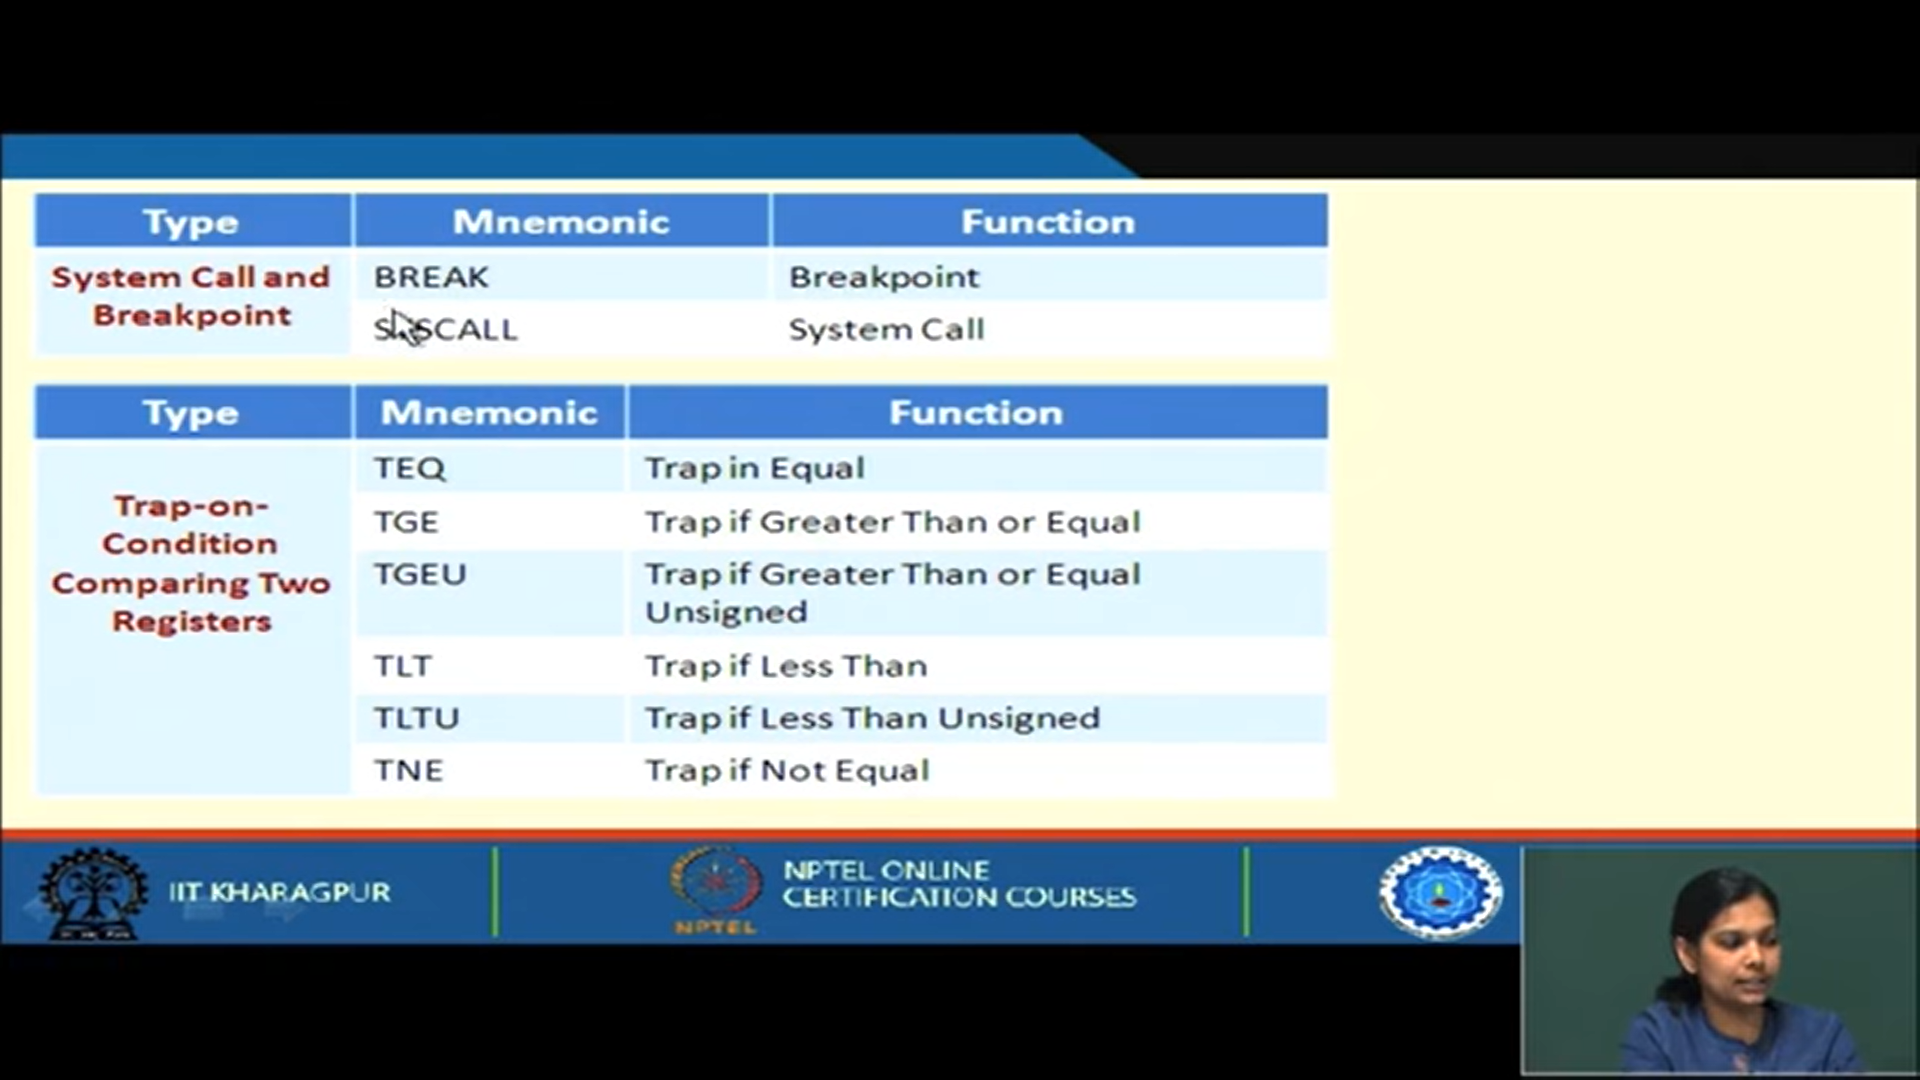 Type Mnemonic Function
System Call and BREAK Breakpoint
Breakpoint SYSCALL System Call
Type Mnemonic Function
TEQ Trap in Equal
Trap-on-
Condition
Comparing Two
Registers
TGE Trap if Greater Than or Equal
TGEU Trap if Greater Than or Equal
Unsigned
TLT Trap if Less Than
TLTU Trap if Less Than Unsigned
TNE Trap if Not Equal
IIT KHARAGPUR
NPTEL
NPTEL ONLINE
CERTIFICATION COURSES